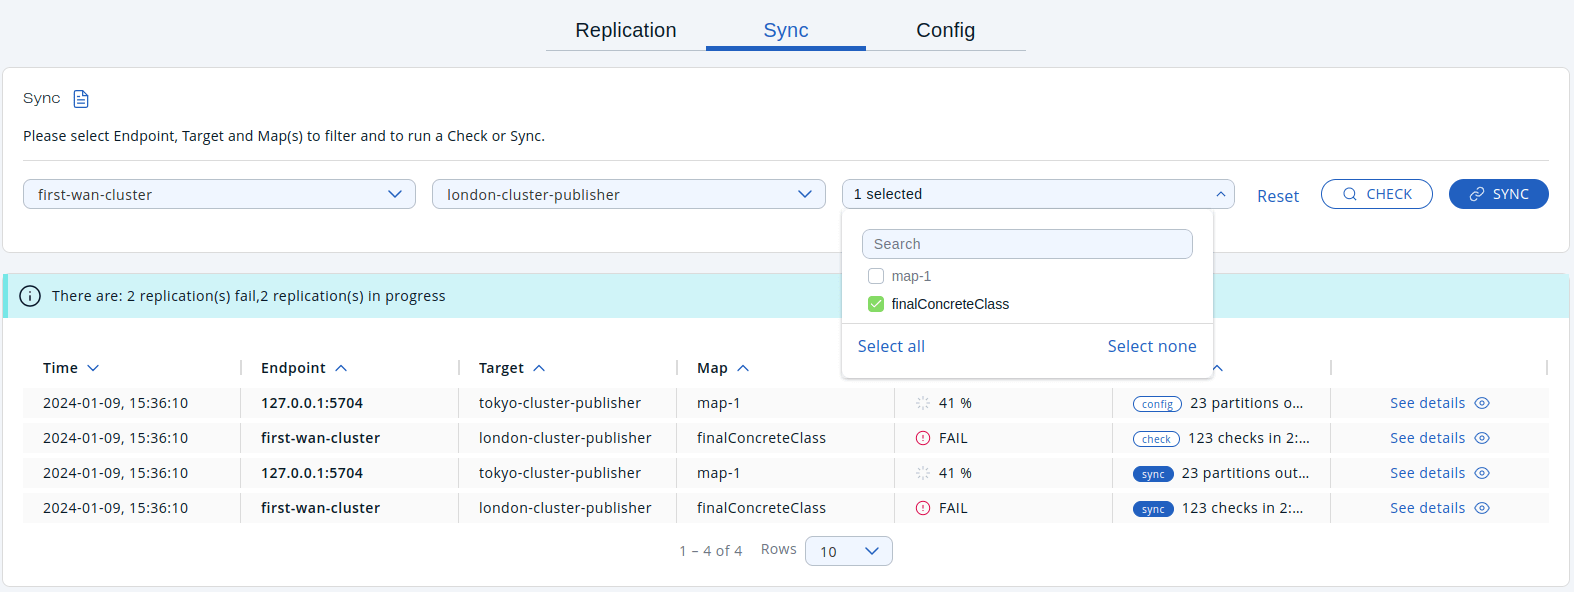 Replication Sync Config
Sync
Please select Endpoint, Target and Map(s) to filter and to run a Check or Sync.
first-wan-cluster london-cluster-publisher 1 selected Reset CHECK SYNC
Search
map-1
finalConcreteClass
Select all Select none
There are: 2 replication(s) fail,2 replication(s) in progress
Time Endpoint Target Map
2024-01-09, 15:36:10 127.0.0.1:5704 tokyo-cluster-publisher map-1 41 % config 23 partitions o... See details
2024-01-09, 15:36:10 first-wan-cluster london-cluster-publisher finalConcreteClass FAIL check 123 checks in 2:... See details
2024-01-09, 15:36:10 127.0.0.1:5704 tokyo-cluster-publisher map-1 41 % sync 23 partitions out... See details
2024-01-09, 15:36:10 first-wan-cluster london-cluster-publisher finalConcreteClass FAIL sync 123 checks in 2:... See details
1 – 4 of 4 Rows 10